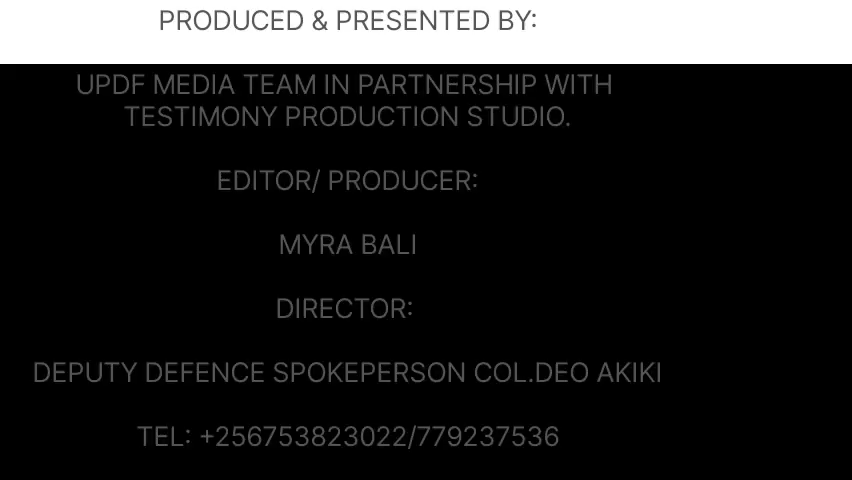 PRODUCED & PRESENTED BY:
UPDF MEDIA TEAM IN PARTNERSHIP WITH
TESTIMONY PRODUCTION STUDIO.
EDITOR/ PRODUCER:
MYRA BALI
DIRECTOR:
DEPUTY DEFENCE SPOKEPERSON COL.DEO AKIKI
TEL: +256753823022/779237536